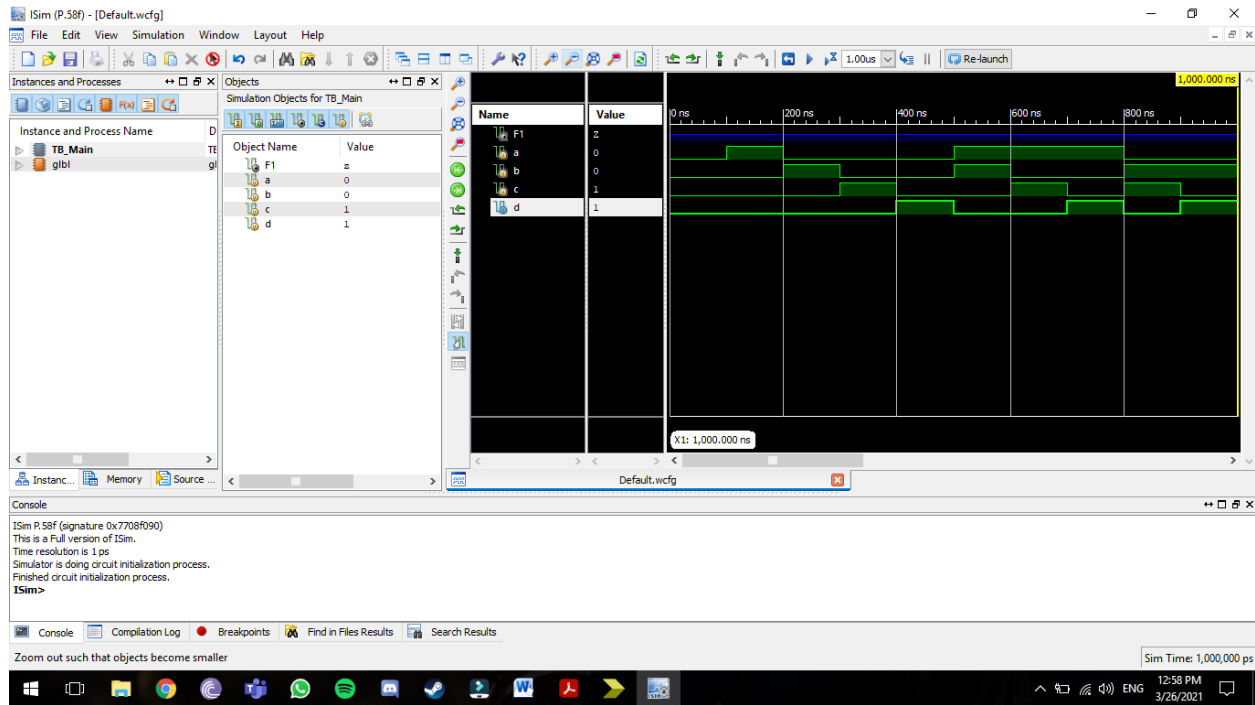 ISim (P.58f) - [Default.wcfg]
File Edit View Simulation Window Layout Help
1.00us Re-launch
Instances and Processes
Instance and Process Name D
TB_Main TE
glbl gl
Instanc... Memory Source ...
Objects
Simulation Objects for TB_Main
Object Name Value
F1 z
a 0
b 0
c 1
d 1
1,000.000 ns
Name Value
0 ns 200 ns 400 ns 600 ns 800 ns
F1 z
a 0
b 0
c 1
d 1
X1: 1,000.000 ns
Default.wcfg
Console
ISim P.58f (signature 0x7708f090)
This is a Full version of ISim.
Time resolution is 1 ps
Simulator is doing circuit initialization process.
Finished circuit initialization process.
ISim>
Console Compilation Log Breakpoints Find in Files Results Search Results
Zoom out such that objects become smaller
Sim Time: 1,000,000 ps
ENG 12:58 PM
3/26/2021